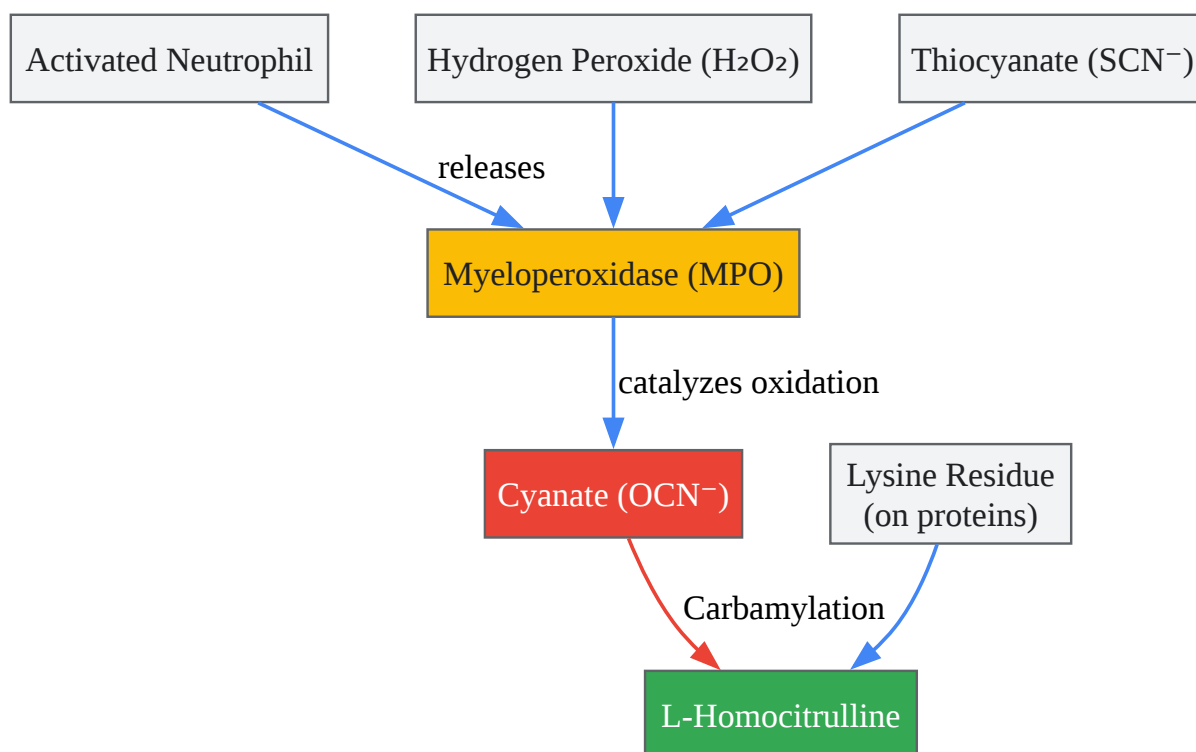 Activated Neutrophil
Hydrogen Peroxide (H₂O₂)
Thiocyanate (SCN⁻)
releases
Myeloperoxidase (MPO)
catalyzes oxidation
Cyanate (OCN⁻)
Lysine Residue
(on proteins)
Carbamylation
L-Homocitrulline